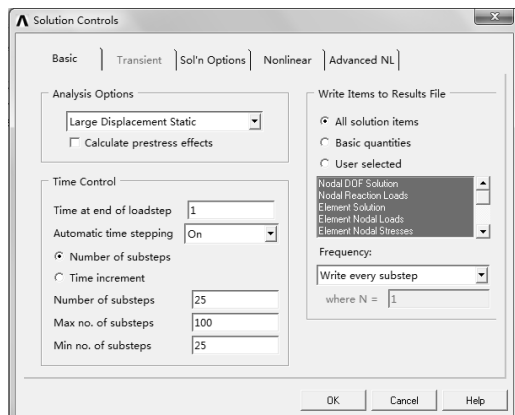 Solution Controls
Basic
Transient
Sol'n Options
Nonlinear
Advanced NL
Analysis Options
Large Displacement Static
Calculate prestress effects
Time Control
Time at end of loadstep 1
Automatic time stepping On
Number of substeps
Time increment
Number of substeps 25
Max no. of substeps 100
Min no. of substeps 25
Write Items to Results File
All solution items
Basic quantities
User selected
Nodal DOF Solution
Nodal Reaction Loads
Element Solution
Element Nodal Loads
Element Nodal Stresses
Frequency:
Write every substep
where N = 1
OK
Cancel
Help